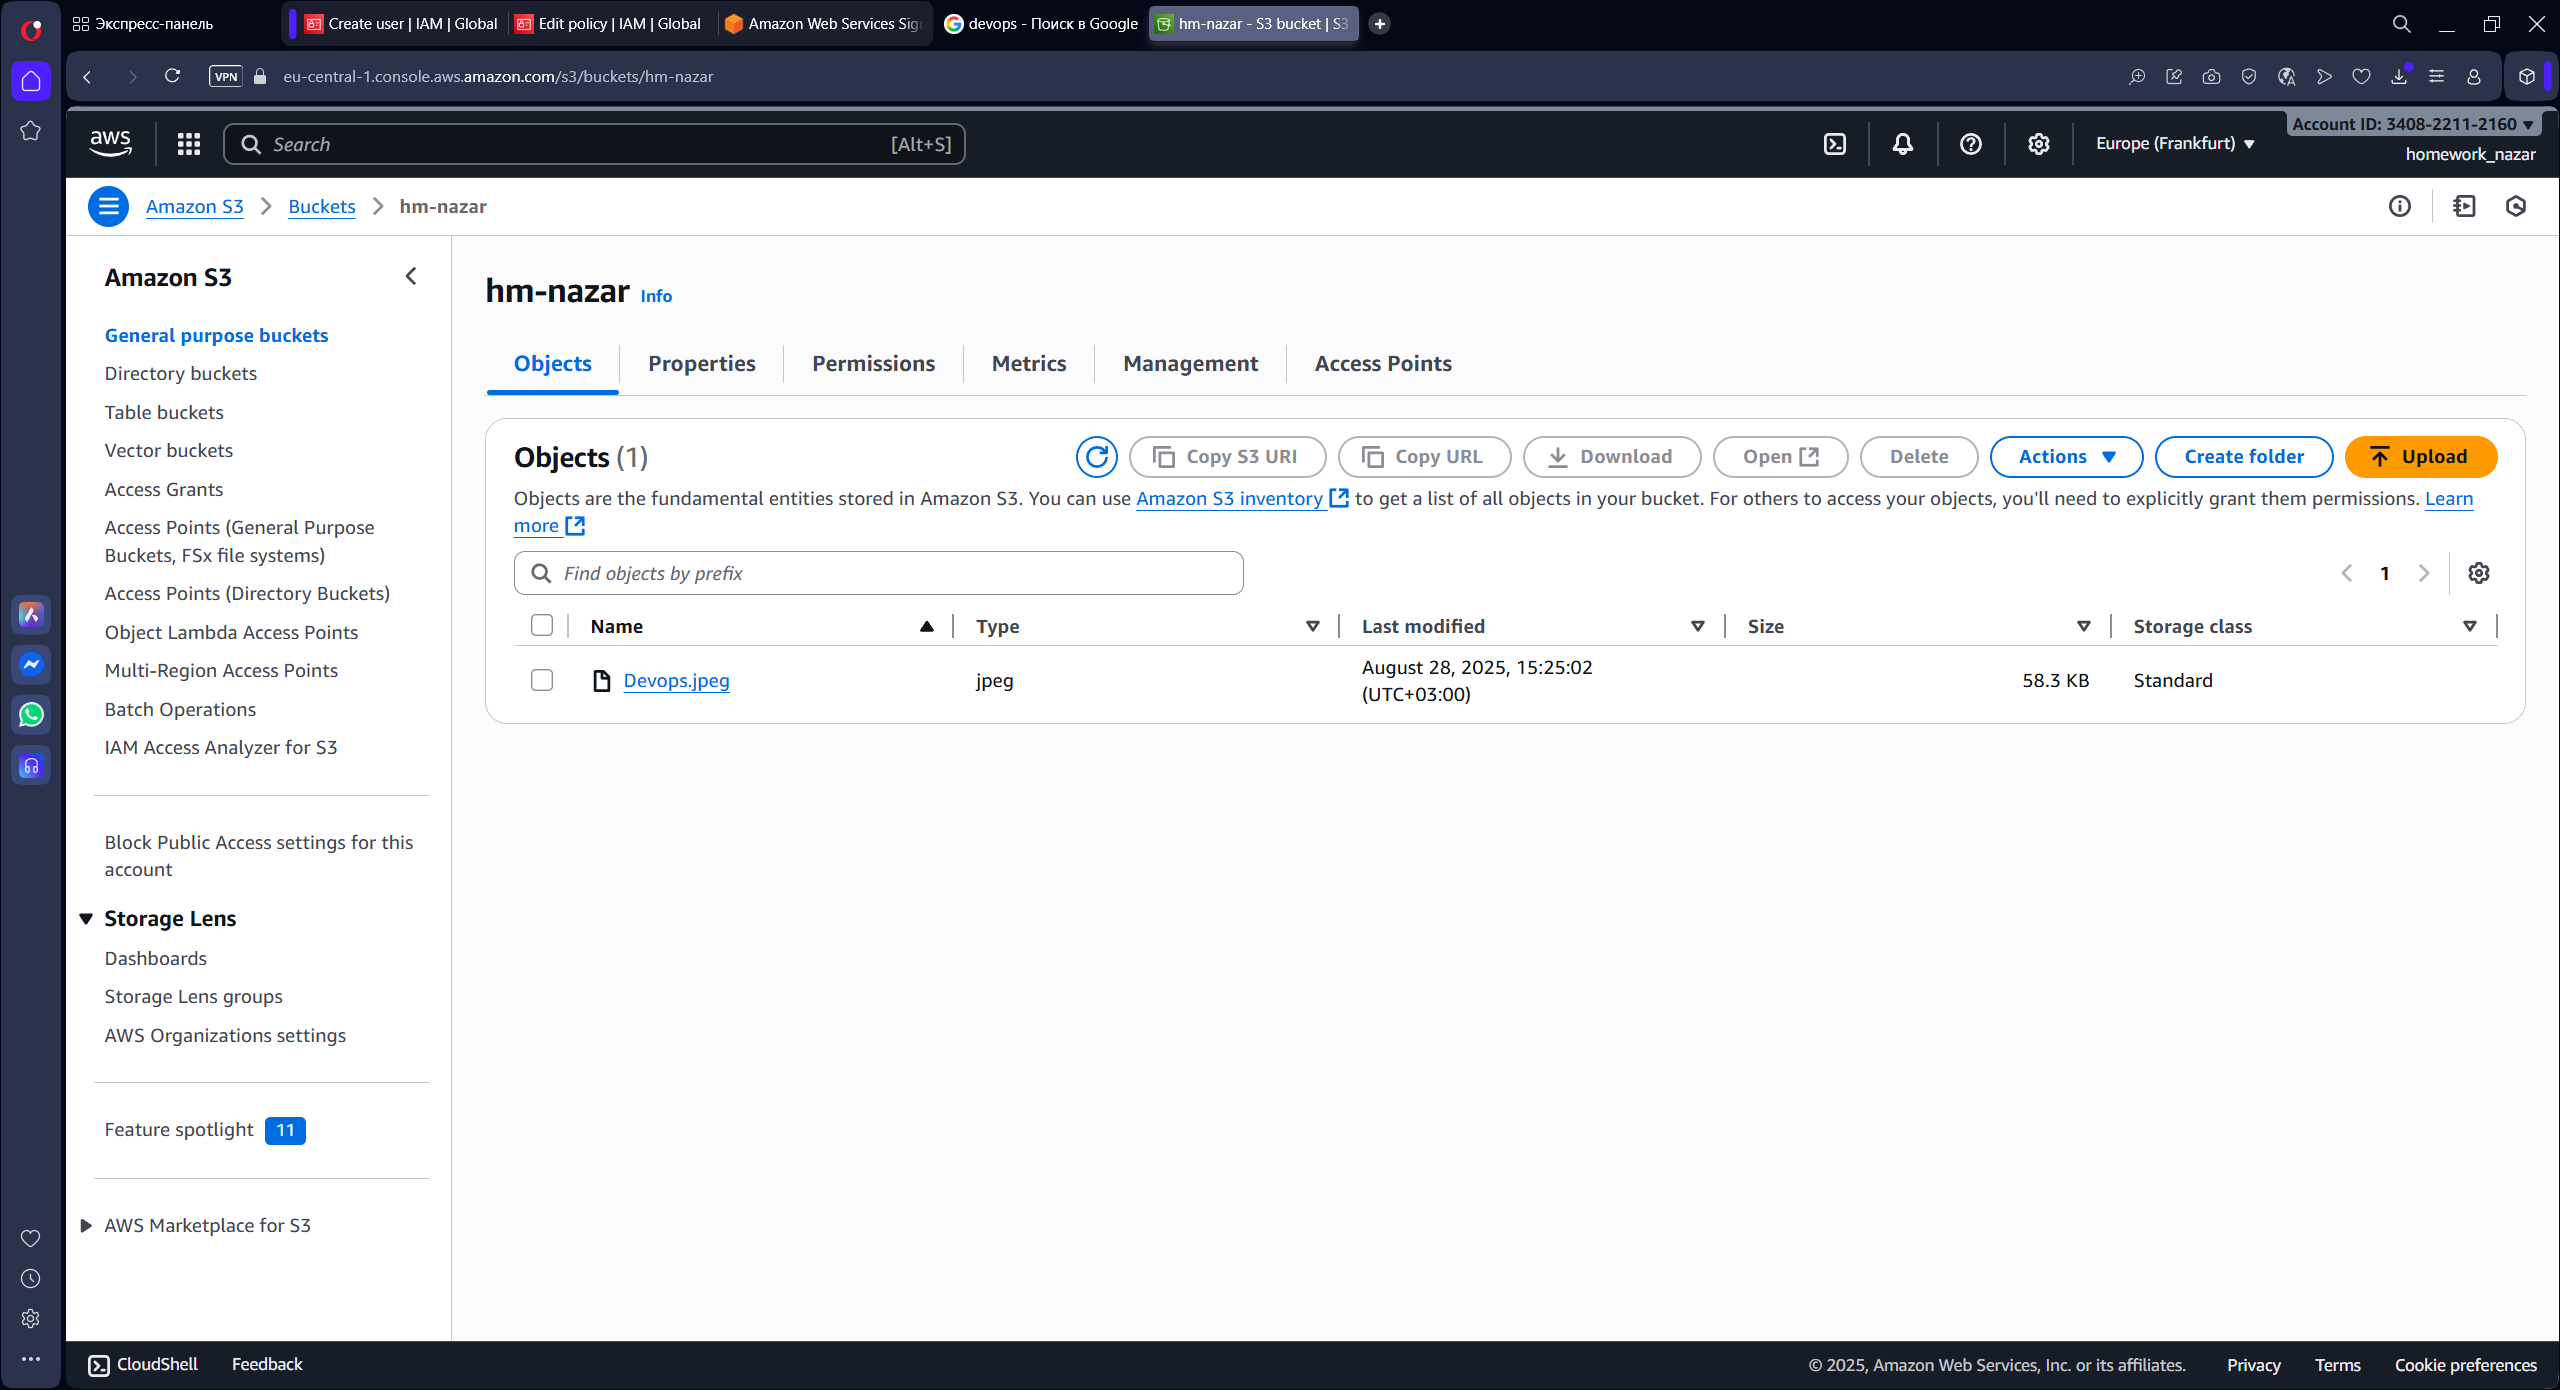 Экспресс-панель
Create user | IAM | Global
Edit policy | IAM | Global
Amazon Web Services Sig
devops - Поиск в Google
hm-nazar - S3 bucket | S3
VPN
eu-central-1.console.aws.amazon.com/s3/buckets/hm-nazar
aws
Search
[Alt+S]
Europe (Frankfurt)
Account ID: 3408-2211-2160
homework_nazar
Amazon S3
Buckets
hm-nazar
Amazon S3
General purpose buckets
Directory buckets
Table buckets
Vector buckets
Access Grants
Access Points (General Purpose
Buckets, FSx file systems)
Access Points (Directory Buckets)
Object Lambda Access Points
Multi-Region Access Points
Batch Operations
IAM Access Analyzer for S3
Block Public Access settings for this
account
Storage Lens
Dashboards
Storage Lens groups
AWS Organizations settings
Feature spotlight 11
AWS Marketplace for S3
hm-nazar Info
Objects
Properties
Permissions
Metrics
Management
Access Points
Objects (1)
Copy S3 URI
Copy URL
Download
Open
Delete
Actions
Create folder
Upload
Objects are the fundamental entities stored in Amazon S3. You can use Amazon S3 inventory to get a list of all objects in your bucket. For others to access your objects, you'll need to explicitly grant them permissions. Learn
more
Find objects by prefix
1
Name
Type
Last modified
Size
Storage class
Devops.jpeg
jpeg
August 28, 2025, 15:25:02
(UTC+03:00)
58.3 KB
Standard
CloudShell
Feedback
© 2025, Amazon Web Services, Inc. or its affiliates.
Privacy
Terms
Cookie preferences